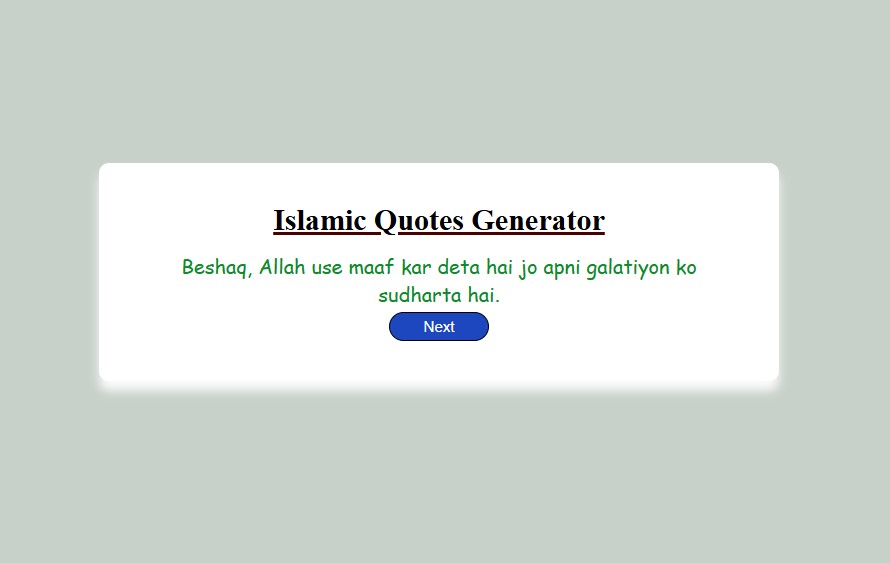 Islamic Quotes Generator
Beshaq, Allah use maaf kar deta hai jo apni galatiyon ko
sudharta hai.
Next